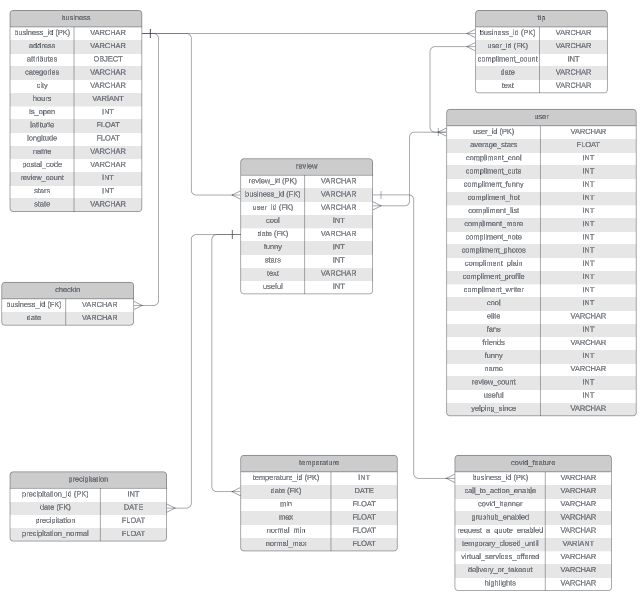 business
business_id (PK) VARCHAR
address VARCHAR
attributes OBJECT
categories VARCHAR
city VARCHAR
hours VARIANT
is_open INT
latitude FLOAT
longitude FLOAT
name VARCHAR
postal_code VARCHAR
review_count INT
stars INT
state VARCHAR
tip
business_id (PK) VARCHAR
user_id (FK) VARCHAR
compliment_count INT
date VARCHAR
text VARCHAR
user
user_id (PK) VARCHAR
average_stars FLOAT
compliment_cool INT
compliment_cute INT
compliment_funny INT
compliment_hot INT
compliment_list INT
compliment_more INT
compliment_note INT
compliment_photos INT
compliment_plain INT
compliment_profile INT
compliment_writer INT
cool INT
elite VARCHAR
fans INT
friends VARCHAR
funny INT
name VARCHAR
review_count INT
useful INT
yelping_since VARCHAR
review
review_id (PK) VARCHAR
business_id (FK) VARCHAR
user_id (FK) VARCHAR
cool INT
date (FK) VARCHAR
funny INT
stars INT
text VARCHAR
useful INT
checkin
business_id (FK) VARCHAR
date VARCHAR
precipitation
precipitation_id (PK) INT
date (FK) DATE
precipitation FLOAT
precipitation_normal FLOAT
temperature
temperature_id (PK) INT
date (FK) DATE
min FLOAT
max FLOAT
normal_min FLOAT
normal_max FLOAT
covid_feature
business_id (PK) VARCHAR
call_to_action_enable VARCHAR
covid_banner VARCHAR
grubhub_enabled VARCHAR
request_a_quote_enabled VARCHAR
temporary_closed_until VARIANT
virtual_services_offered VARCHAR
delivery_or_takeout VARCHAR
highlights VARCHAR